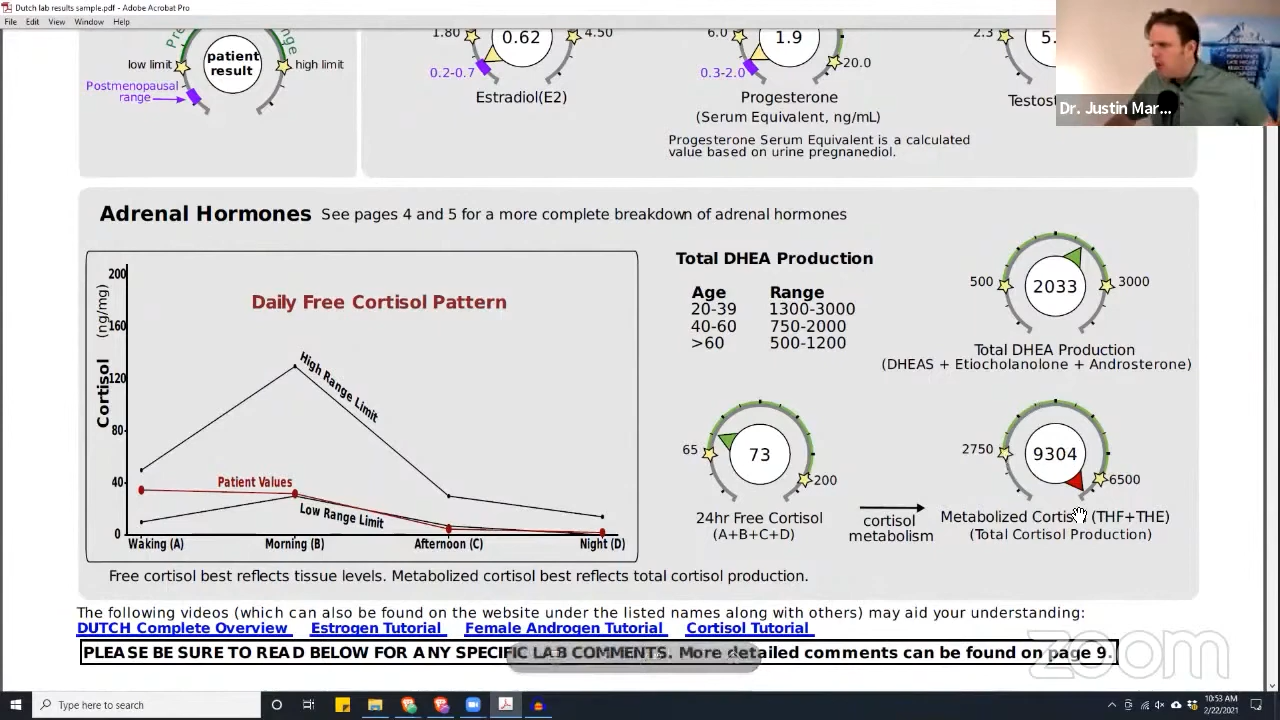 Dutch lab results sample.pdf - Adobe Acrobat Pro
File Edit View Window Help
patient
result
low limit
high limit
Postmenopausal
range
1.80
0.62
4.50
0.2-0.7
Estradiol(E2)
6.0
1.9
20.0
0.3-2.0
Progesterone
(Serum Equivalent, ng/mL)
Progesterone Serum Equivalent is a calculated
value based on urine pregnanediol.
2.3
5.
Testost
Dr. Justin Mar...
Adrenal Hormones See pages 4 and 5 for a more complete breakdown of adrenal hormones
Daily Free Cortisol Pattern
Cortisol (ng/mg)
200
160
120
80
40
0
High Range Limit
Patient Values
Low Range Limit
Waking (A) Morning (B) Afternoon (C) Night (D)
Free cortisol best reflects tissue levels. Metabolized cortisol best reflects total cortisol production.
Total DHEA Production
Age Range
20-39 1300-3000
40-60 750-2000
>60 500-1200
500
2033
3000
Total DHEA Production
(DHEAS + Etiocholanolone + Androsterone)
65
73
200
24hr Free Cortisol
(A+B+C+D)
cortisol
metabolism
2750
9304
6500
Metabolized Cortisol (THF+THE)
(Total Cortisol Production)
The following videos (which can also be found on the website under the listed names along with others) may aid your understanding:
DUTCH Complete Overview Estrogen Tutorial Female Androgen Tutorial Cortisol Tutorial
PLEASE BE SURE TO READ BELOW FOR ANY SPECIFIC LAB COMMENTS. More detailed comments can be found on page 9.
zoom
Type here to search
10:53 AM
2/22/2021